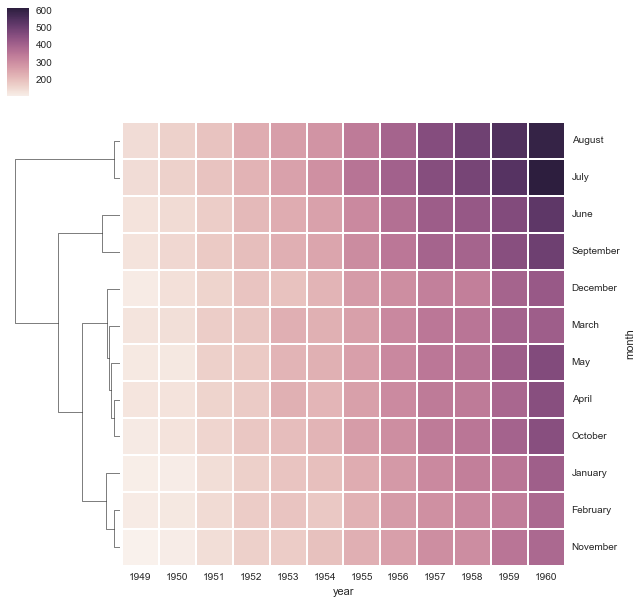 600
500
400
300
200
August
July
June
September
December
March
May
April
October
January
February
November
month
1949 1950 1951 1952 1953 1954 1955 1956 1957 1958 1959 1960
year